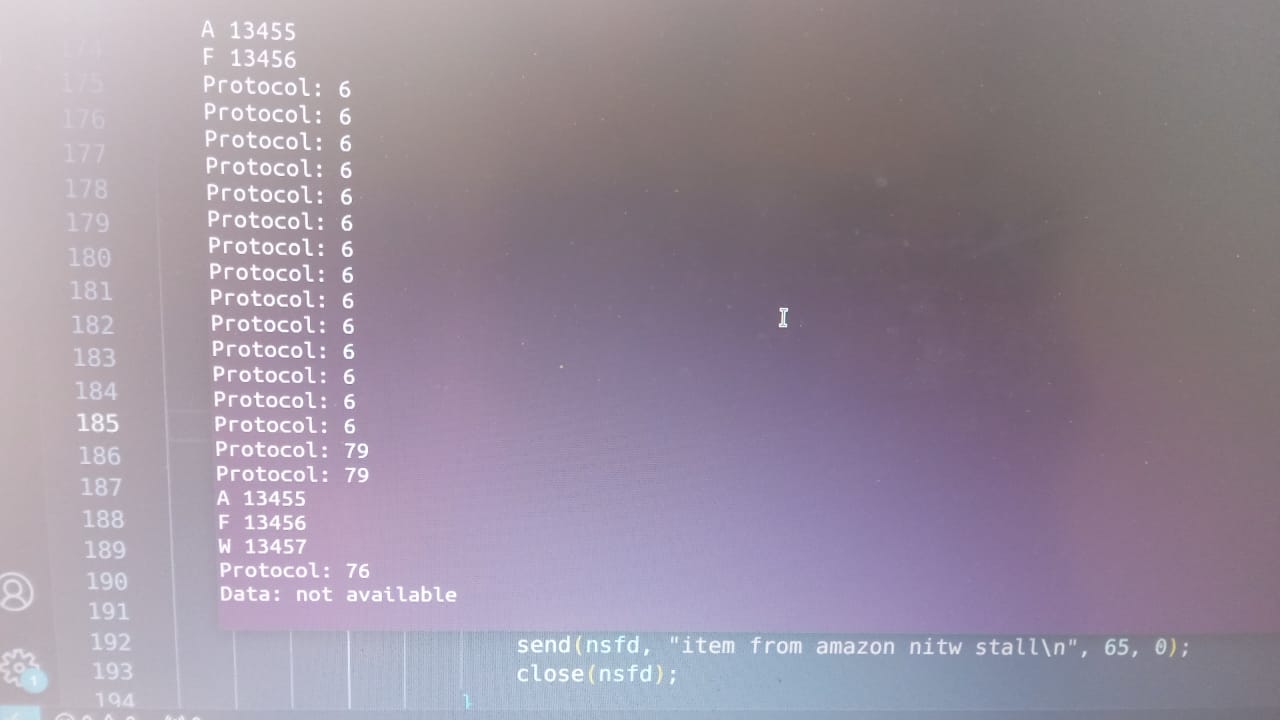 A 13455
174
F 13456
175
Protocol: 6
Protocol: 6
176
Protocol: 6
177
Protocol: 6
178
Protocol: 6
179
Protocol: 6
Protocol: 6
180
Protocol: 6
181
Protocol: 6
182
Protocol: 6
183
Protocol: 6
Protocol: 6
184
Protocol: 6
185
Protocol: 6
186
Protocol: 79
Protocol: 79
187
A 13455
188
F 13456
189
W 13457
190
Protocol: 76
191
Data: not available
192
send(nsfd, "item from amazon nitw stall\n", 65, 0);
193
close(nsfd);
194
}
1